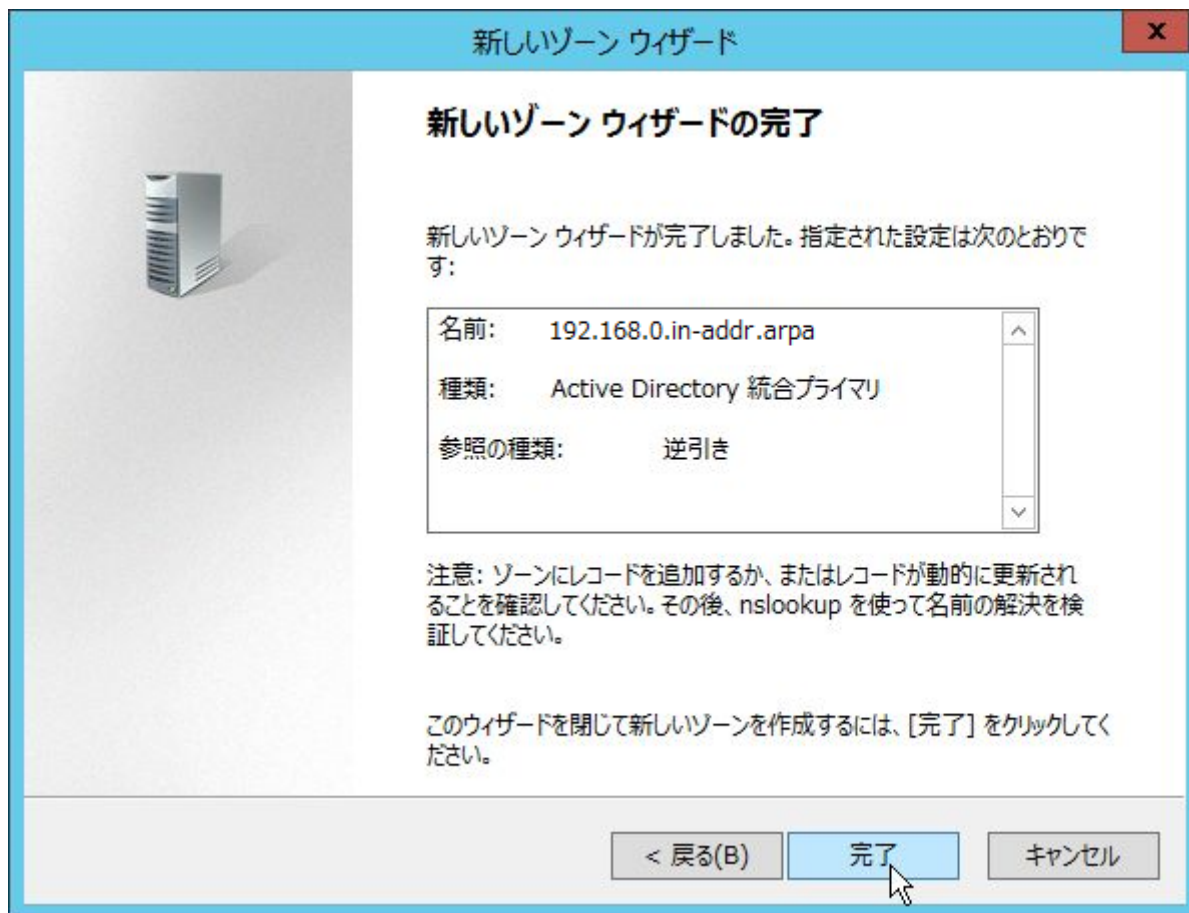 新しいゾーン ウィザード
x
新しいゾーン ウィザードの完了
新しいゾーン ウィザードが完了しました。指定された設定は次のとおりで
す:
名前: 192.168.0.in-addr.arpa
種類: Active Directory 統合プライマリ
参照の種類: 逆引き
注意: ゾーンにレコードを追加するか、またはレコードが動的に更新され
ることを確認してください。その後、nslookup を使って名前の解決を検
証してください。
このウィザードを閉じて新しいゾーンを作成するには、[完了] をクリックしてく
ださい。
< 戻る(B) 完了 キャンセル